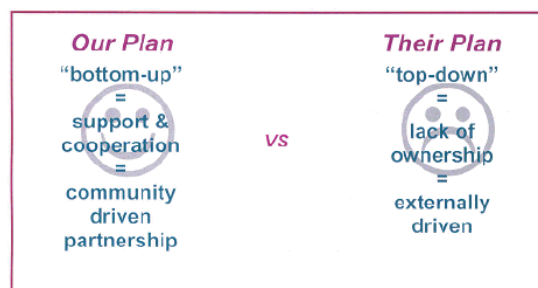 Our Plan
“bottom-up”
=
support &
cooperation
=
community
driven
partnership
vs
Their Plan
“top-down”
=
lack of
ownership
=
externally
driven